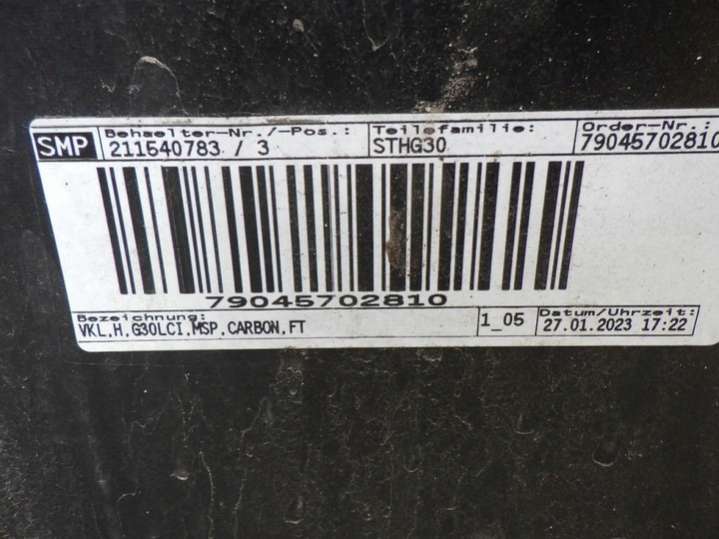 SMP
Behaelter-Nr./-Pos.: Teilefamilie: Order-Nr.:
211540783 / 3 STHG30 79045702810
79045702810
Bezeichnung: 1_05 Datum/Uhrzeit:
VKL,H,G30LCI,MSP,CARBON,FT 27.01.2023 17:22